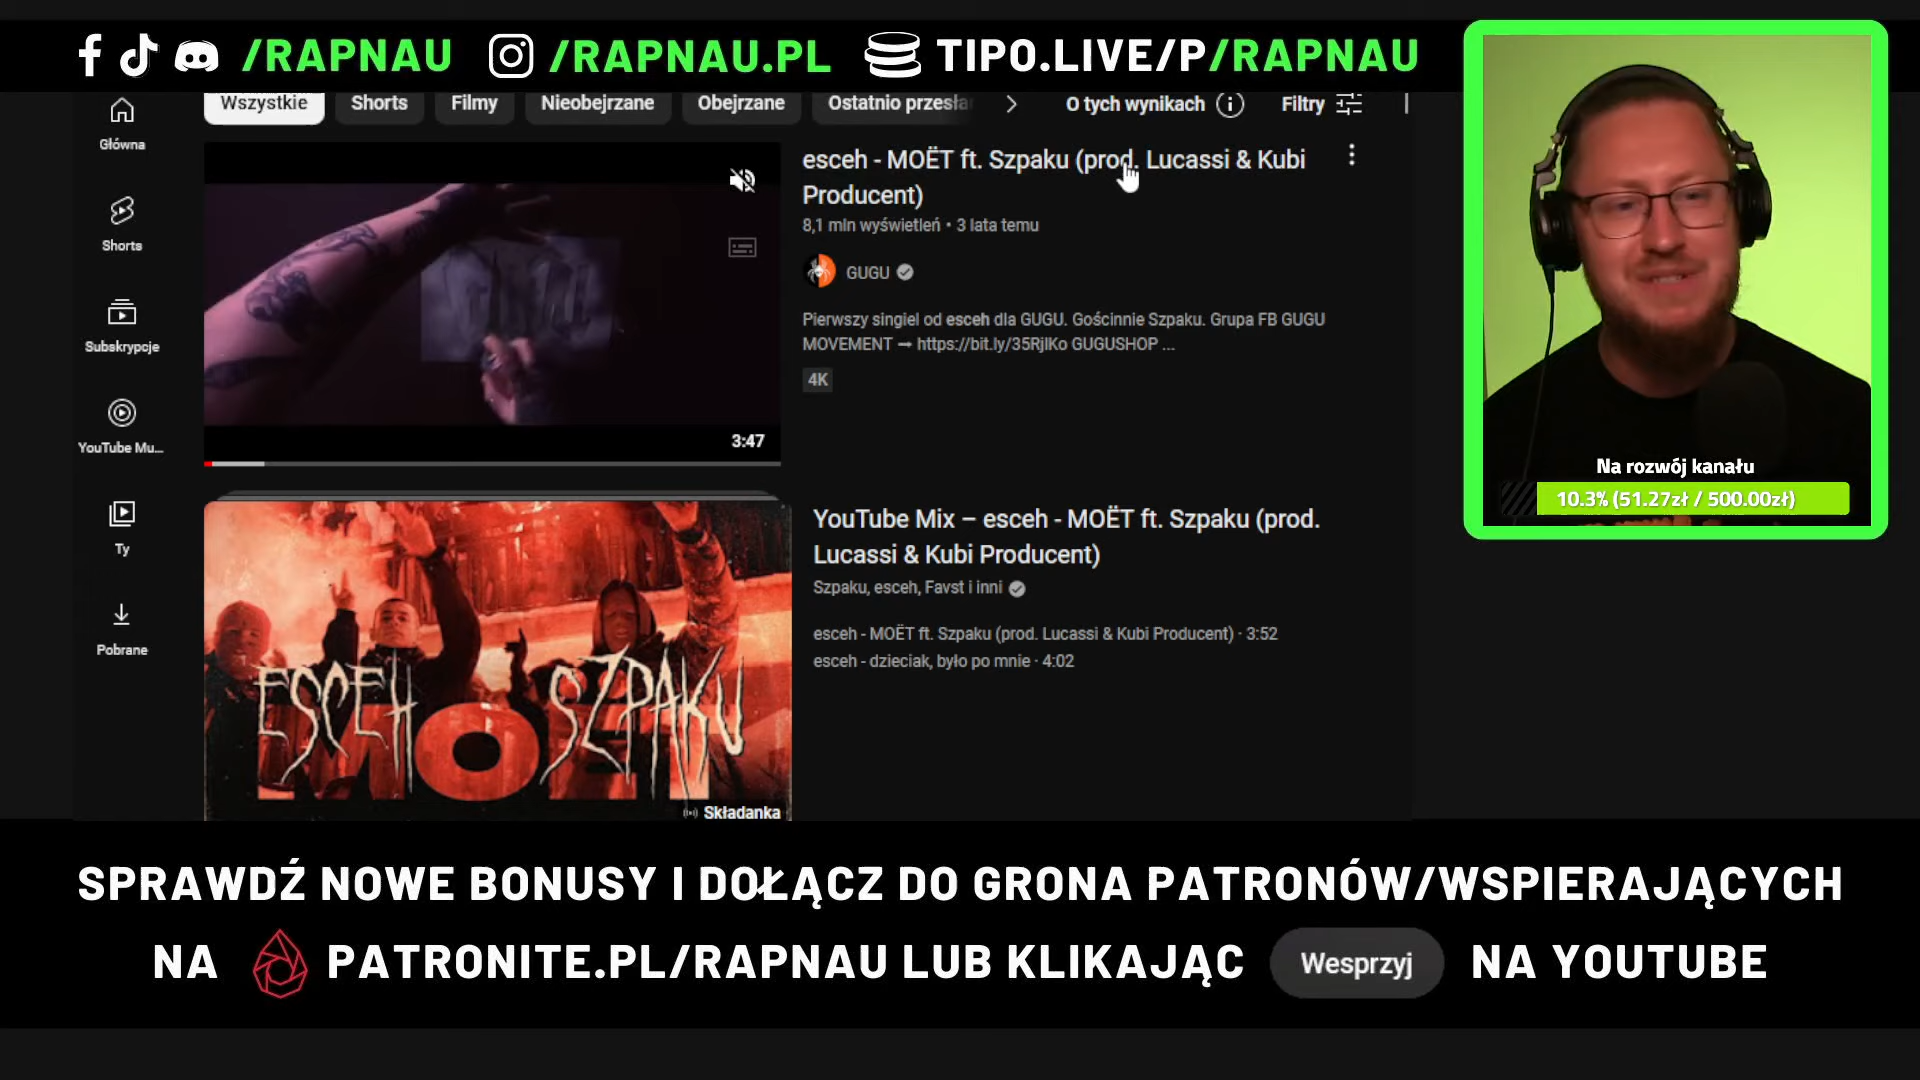 /RAPNAU /RAPNAU.PL TIPO.LIVE/P/RAPNAU
Wszystkie Shorts Filmy Nieobejrzane Obejrzane Ostatnio przesła O tych wynikach Filtry
Główna
Shorts
Subskrypcje
YouTube Mu...
Ty
Pobrane
3:47
esceh - MOËT ft. Szpaku (prod. Lucassi & Kubi
Producent)
8,1 mln wyświetleń • 3 lata temu
GUGU
Pierwszy singiel od esceh dla GUGU. Gościnnie Szpaku. Grupa FB GUGU
MOVEMENT ➞ https://bit.ly/35RjlKo GUGUSHOP ...
4K
ESCEH SZPAKU
MOËT
Składanka
YouTube Mix – esceh - MOËT ft. Szpaku (prod.
Lucassi & Kubi Producent)
Szpaku, esceh, Favst i inni
esceh - MOËT ft. Szpaku (prod. Lucassi & Kubi Producent) · 3:52
esceh - dzieciak, było po mnie · 4:02
Na rozwój kanału
10.3% (51.27zł / 500.00zł)
SPRAWDŹ NOWE BONUSY I DOŁĄCZ DO GRONA PATRONÓW/WSPIERAJĄCYCH
NA PATRONITE.PL/RAPNAU LUB KLIKAJĄC Wesprzyj NA YOUTUBE